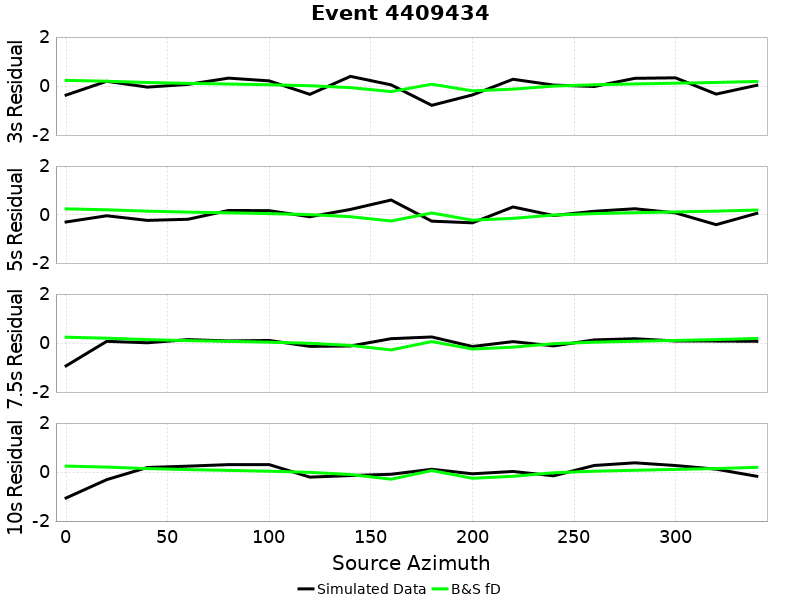 Event 4409434
3s Residual
2
0
-2
5s Residual
2
0
-2
7.5s Residual
2
0
-2
10s Residual
2
0
-2
0 50 100 150 200 250 300
Source Azimuth
Simulated Data B&S fD